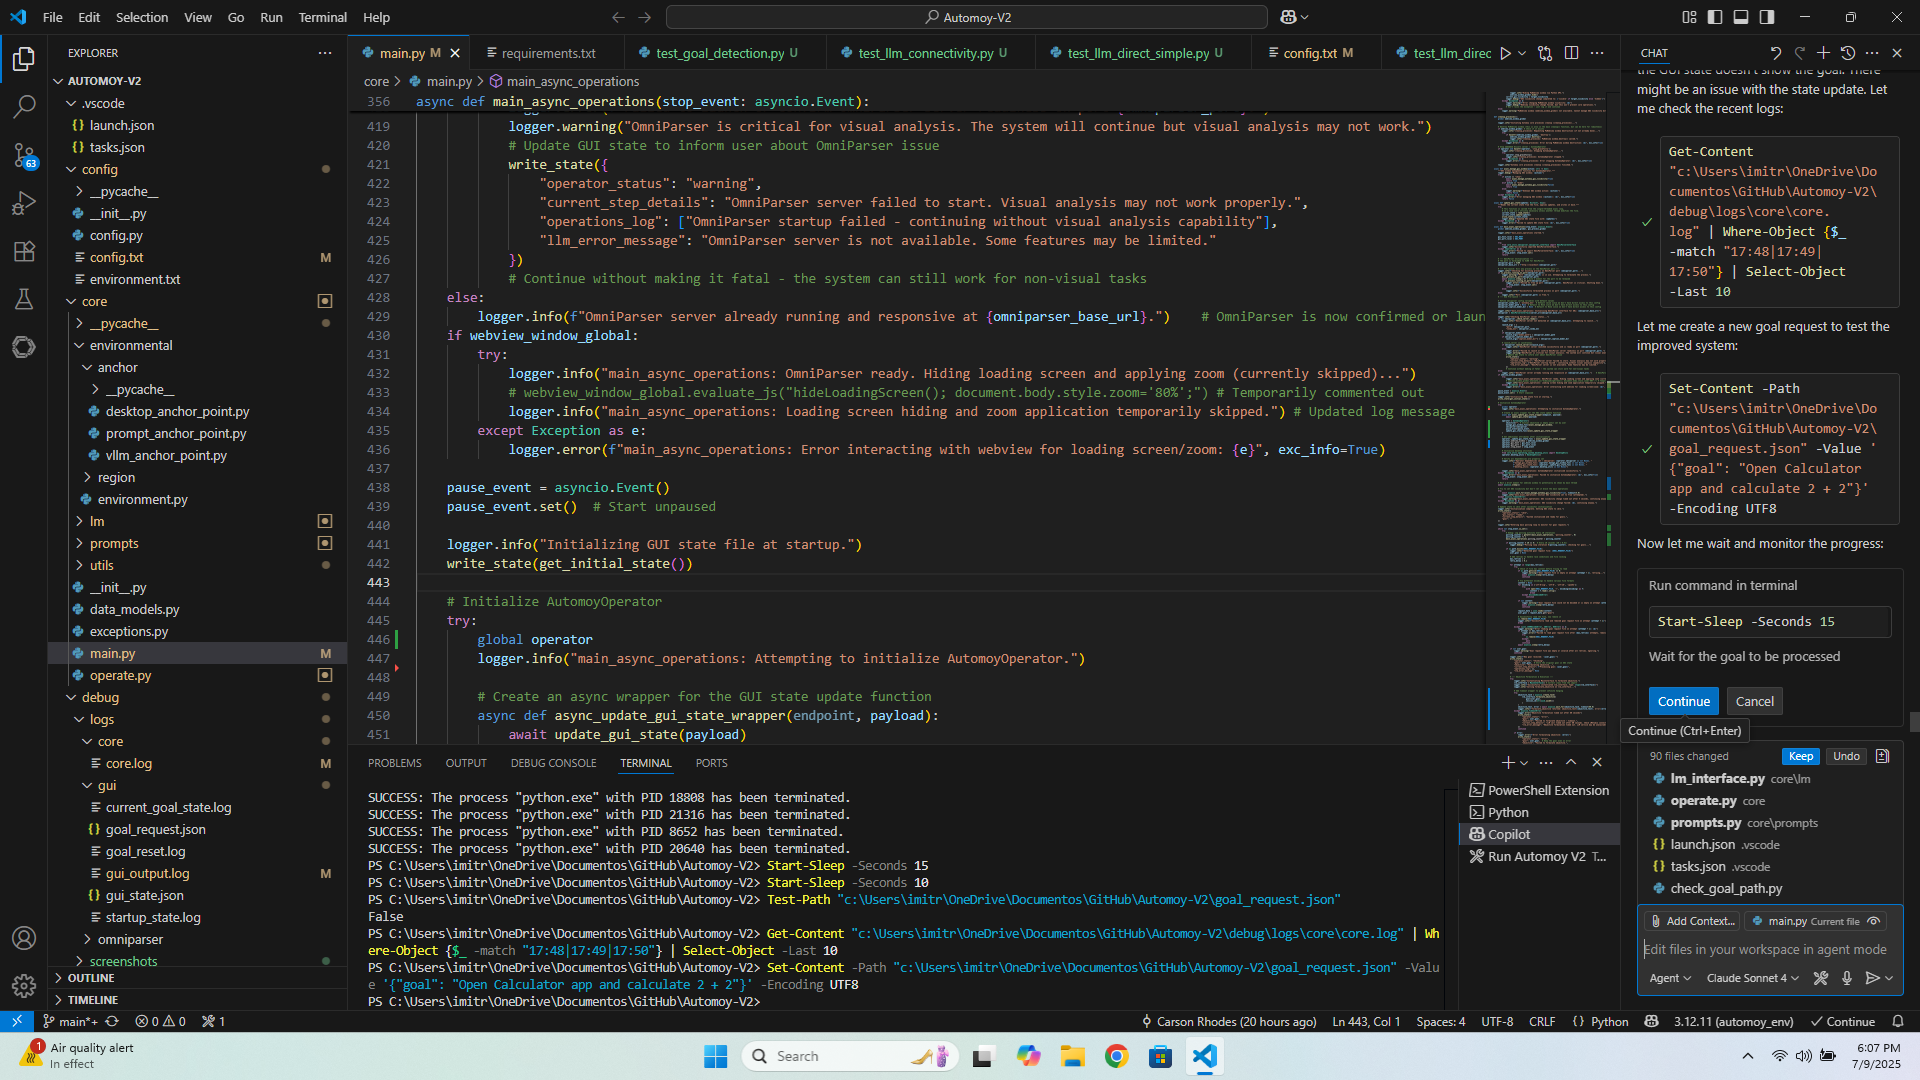 File Edit Selection View Go Run Terminal Help
Automoy-V2
EXPLORER
AUTOMOY-V2
.vscode
launch.json
tasks.json
config
__pycache__
__init__.py
config.py
config.txt M
environment.txt
core
__pycache__
environmental
anchor
__pycache__
desktop_anchor_point.py
prompt_anchor_point.py
vllm_anchor_point.py
region
environment.py
lm
prompts
utils
__init__.py
data_models.py
exceptions.py
main.py M
operate.py
debug
logs
core
core.log M
gui
current_goal_state.log
goal_request.json
goal_reset.log
gui_output.log M
gui_state.json
startup_state.log
omniparser
screenshots
OUTLINE
TIMELINE
63
main.py M
requirements.txt
test_goal_detection.py U
test_llm_connectivity.py U
test_llm_direct_simple.py U
config.txt M
test_llm_direc
core > main.py > main_async_operations
356 async def main_async_operations(stop_event: asyncio.Event):
419 logger.warning("OmniParser is critical for visual analysis. The system will continue but visual analysis may not work.")
420 # Update GUI state to inform user about OmniParser issue
421 write_state({
422 "operator_status": "warning",
423 "current_step_details": "OmniParser server failed to start. Visual analysis may not work properly.",
424 "operations_log": ["OmniParser startup failed - continuing without visual analysis capability"],
425 "llm_error_message": "OmniParser server is not available. Some features may be limited."
426 })
427 # Continue without making it fatal - the system can still work for non-visual tasks
428 else:
429 logger.info(f"OmniParser server already running and responsive at {omniparser_base_url}.") # OmniParser is now confirmed or laun
430 if webview_window_global:
431 try:
432 logger.info("main_async_operations: OmniParser ready. Hiding loading screen and applying zoom (currently skipped)...")
433 # webview_window_global.evaluate_js("hideLoadingScreen(); document.body.style.zoom='80%';") # Temporarily commented out
434 logger.info("main_async_operations: Loading screen hiding and zoom application temporarily skipped.") # Updated log message
435 except Exception as e:
436 logger.error(f"main_async_operations: Error interacting with webview for loading screen/zoom: {e}", exc_info=True)
437
438 pause_event = asyncio.Event()
439 pause_event.set() # Start unpaused
440
441 logger.info("Initializing GUI state file at startup.")
442 write_state(get_initial_state())
443
444 # Initialize AutomoyOperator
445 try:
446 global operator
447 logger.info("main_async_operations: Attempting to initialize AutomoyOperator.")
448
449 # Create an async wrapper for the GUI state update function
450 async def async_update_gui_state_wrapper(endpoint, payload):
451 await update_gui_state(payload)
PROBLEMS OUTPUT DEBUG CONSOLE TERMINAL PORTS
SUCCESS: The process "python.exe" with PID 18808 has been terminated.
SUCCESS: The process "python.exe" with PID 21316 has been terminated.
SUCCESS: The process "python.exe" with PID 8652 has been terminated.
SUCCESS: The process "python.exe" with PID 20640 has been terminated.
PS C:\Users\imitr\OneDrive\Documentos\GitHub\Automoy-V2> Start-Sleep -Seconds 15
PS C:\Users\imitr\OneDrive\Documentos\GitHub\Automoy-V2> Start-Sleep -Seconds 10
PS C:\Users\imitr\OneDrive\Documentos\GitHub\Automoy-V2> Test-Path "c:\Users\imitr\OneDrive\Documentos\GitHub\Automoy-V2\goal_request.json"
False
PS C:\Users\imitr\OneDrive\Documentos\GitHub\Automoy-V2> Get-Content "c:\Users\imitr\OneDrive\Documentos\GitHub\Automoy-V2\debug\logs\core\core.log" | Wh
ere-Object {$_ -match "17:48|17:49|17:50"} | Select-Object -Last 10
PS C:\Users\imitr\OneDrive\Documentos\GitHub\Automoy-V2> Set-Content -Path "c:\Users\imitr\OneDrive\Documentos\GitHub\Automoy-V2\goal_request.json" -Valu
e '{"goal": "Open Calculator app and calculate 2 + 2"}' -Encoding UTF8
PS C:\Users\imitr\OneDrive\Documentos\GitHub\Automoy-V2>
PowerShell Extension
Python
Copilot
Run Automoy V2 T...
CHAT
the GUI state doesn't show the goal. There
might be an issue with the state update. Let
me check the recent logs:
Get-Content
"c:\Users\imitr\OneDrive\Do
cumentos\GitHub\Automoy-V2\
debug\logs\core\core.
log" | Where-Object {$_
-match "17:48|17:49|
17:50"} | Select-Object
-Last 10
Let me create a new goal request to test the
improved system:
Set-Content -Path
"c:\Users\imitr\OneDrive\Do
cumentos\GitHub\Automoy-V2\
goal_request.json" -Value '
{"goal": "Open Calculator
app and calculate 2 + 2"}'
-Encoding UTF8
Now let me wait and monitor the progress:
Run command in terminal
Start-Sleep -Seconds 15
Wait for the goal to be processed
Continue Cancel
Continue (Ctrl+Enter)
90 files changed Keep Undo
lm_interface.py core\lm
operate.py core
prompts.py core\prompts
launch.json .vscode
tasks.json .vscode
check_goal_path.py
Add Context... main.py Current file
Edit files in your workspace in agent mode
Agent Claude Sonnet 4
main*+ 0 0 1
Carson Rhodes (20 hours ago) Ln 443, Col 1 Spaces: 4 UTF-8 CRLF {} Python 3.12.11 (automoy_env) Continue
1
Air quality alert
In effect
Search
6:07 PM
7/9/2025